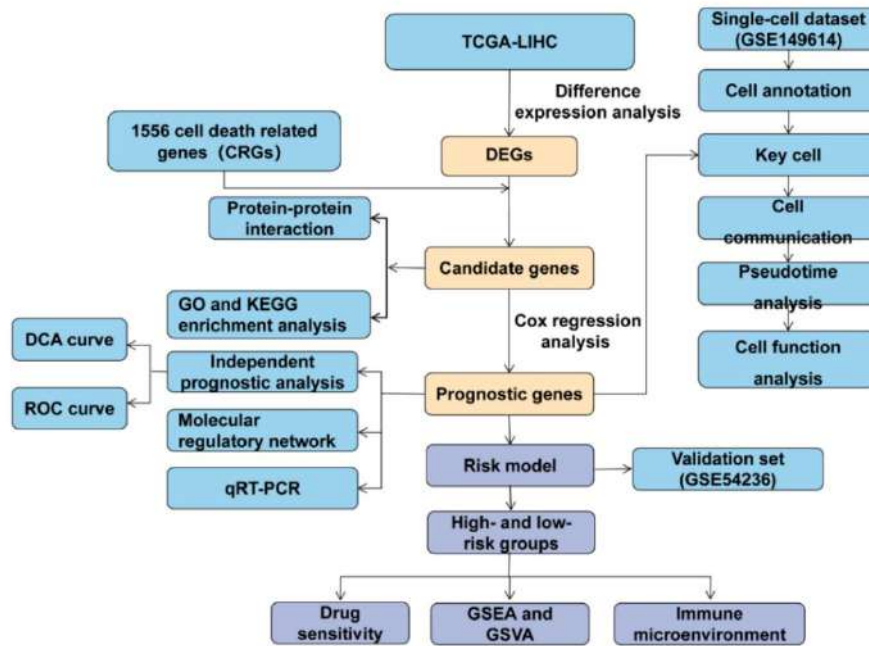 TCGA-LIHC
Single-cell dataset
(GSE149614)
Difference
expression analysis
Cell annotation
1556 cell death related
genes (CRGs)
DEGs
Key cell
Protein-protein
interaction
Cell
communication
Candidate genes
Pseudotime
analysis
GO and KEGG
enrichment analysis
Cox regression
analysis
DCA curve
Cell function
analysis
Independent
prognostic analysis
ROC curve
Prognostic genes
Molecular
regulatory network
Risk model
Validation set
(GSE54236)
qRT-PCR
High- and low-
risk groups
Drug
sensitivity
GSEA and
GSVA
Immune
microenvironment